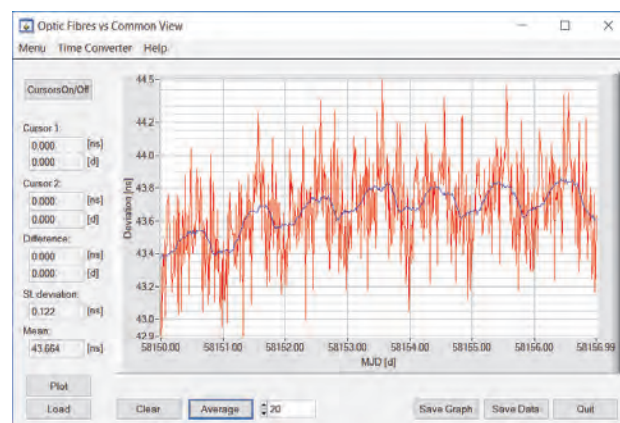 Optic Fibres vs Common View
Menu Time Converter Help
CursorsOn/Off
Cursor 1:
0.000 [ns]
0.000 [d]
Cursor 2:
0.000 [ns]
0.000 [d]
Difference:
0.000 [ns]
0.000 [d]
St. deviation:
0.122 [ns]
Mean:
43.664 [ns]
Plot
Load
Deviation [ns]
44.5
44.2
44.0
43.8
43.6
43.4
43.2
43.0
42.9
58150.00 58151.00 58152.00 58153.00 58154.00 58155.00 58156.00 58156.99
MJD [d]
Clear Average 20 Save Graph Save Data Quit